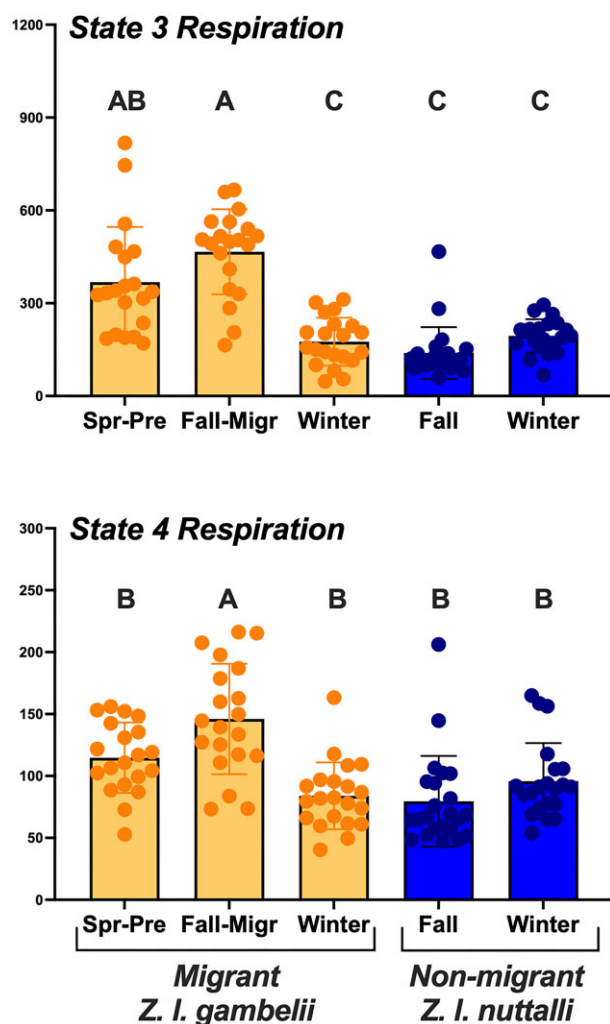 State 3 Respiration
1200
900
600
300
0
AB A C C C
Spr-Pre Fall-Migr Winter Fall Winter
State 4 Respiration
300
250
200
150
100
50
0
B A B B B
Spr-Pre Fall-Migr Winter Fall Winter
Migrant Non-migrant
Z. l. gambelii Z. l. nuttalli